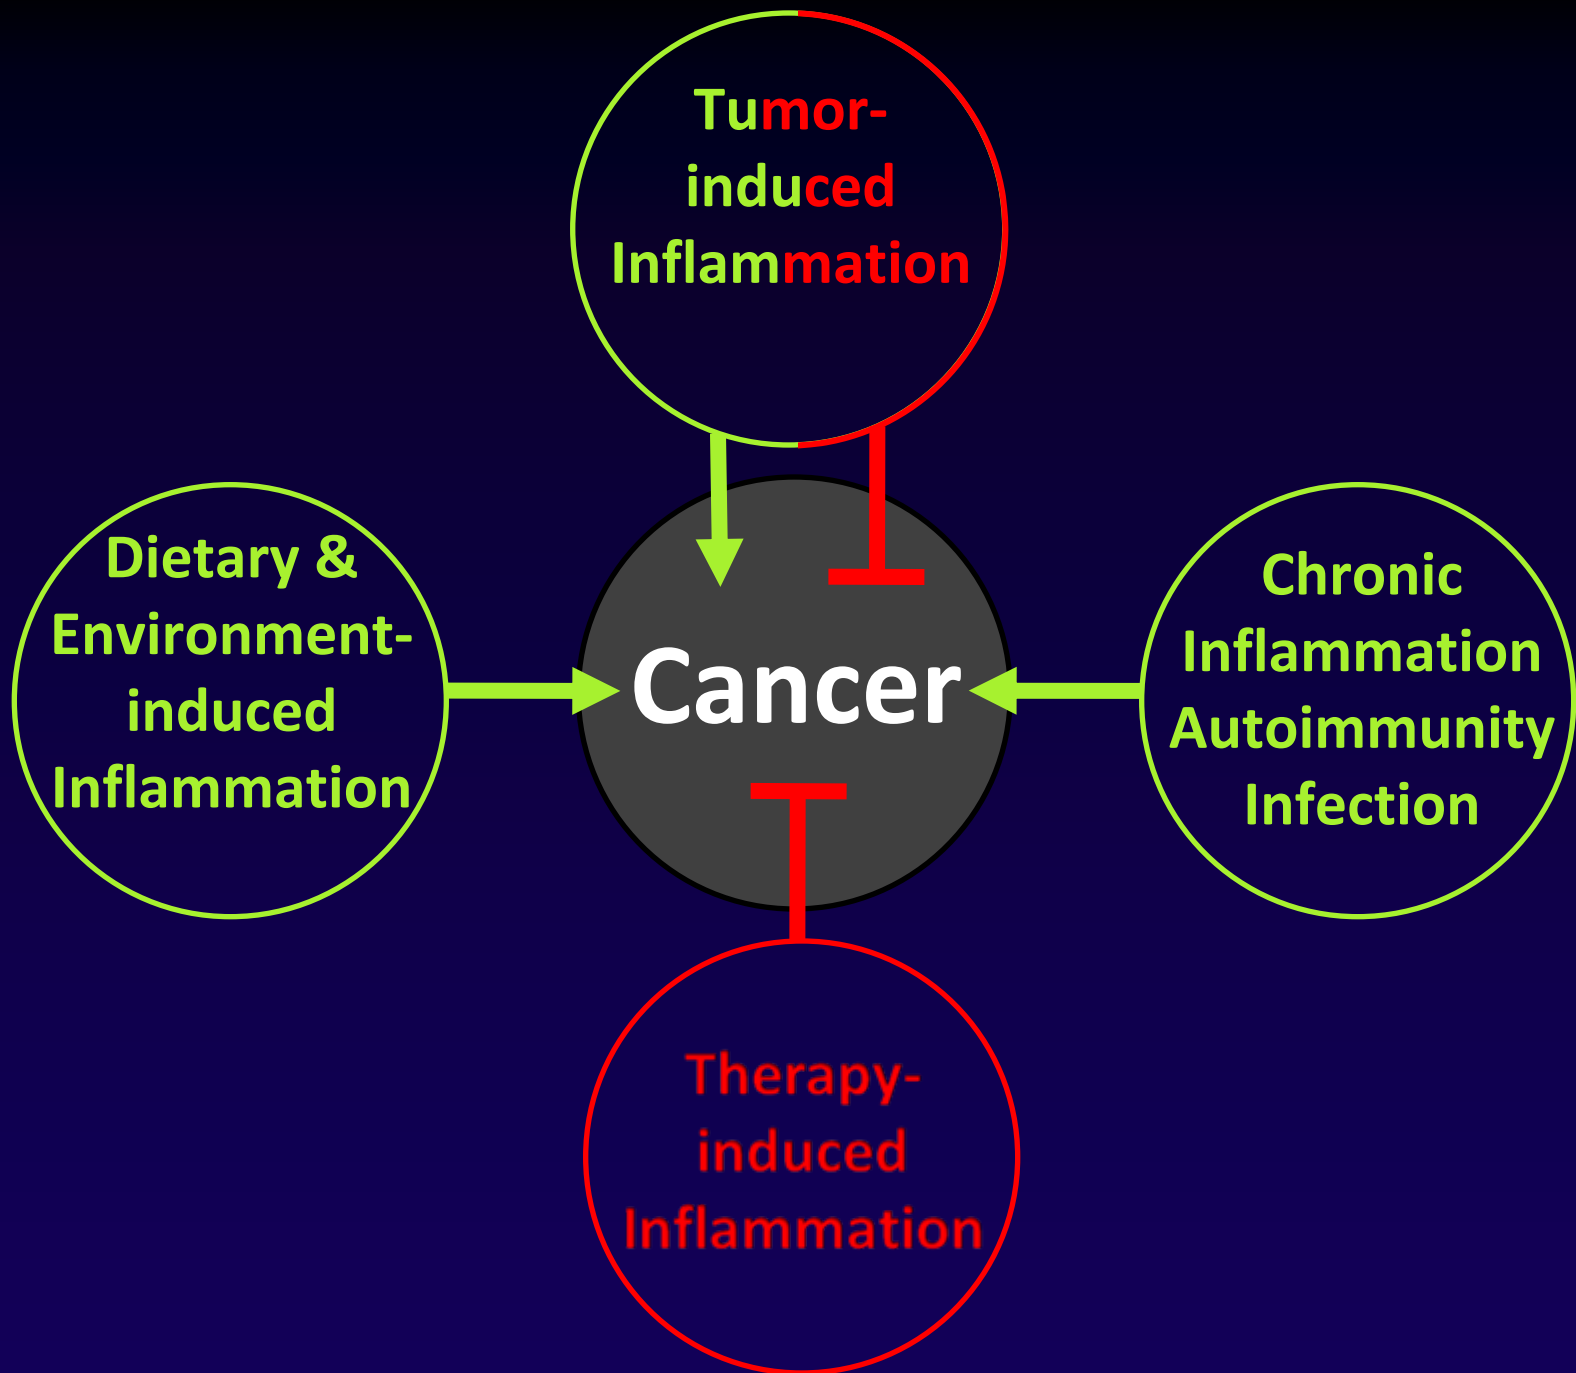 Tumor-
induced
Inflammation
Dietary &
Environment-
induced
Inflammation
Cancer
Chronic
Inflammation
Autoimmunity
Infection
Therapy-
induced
Inflammation